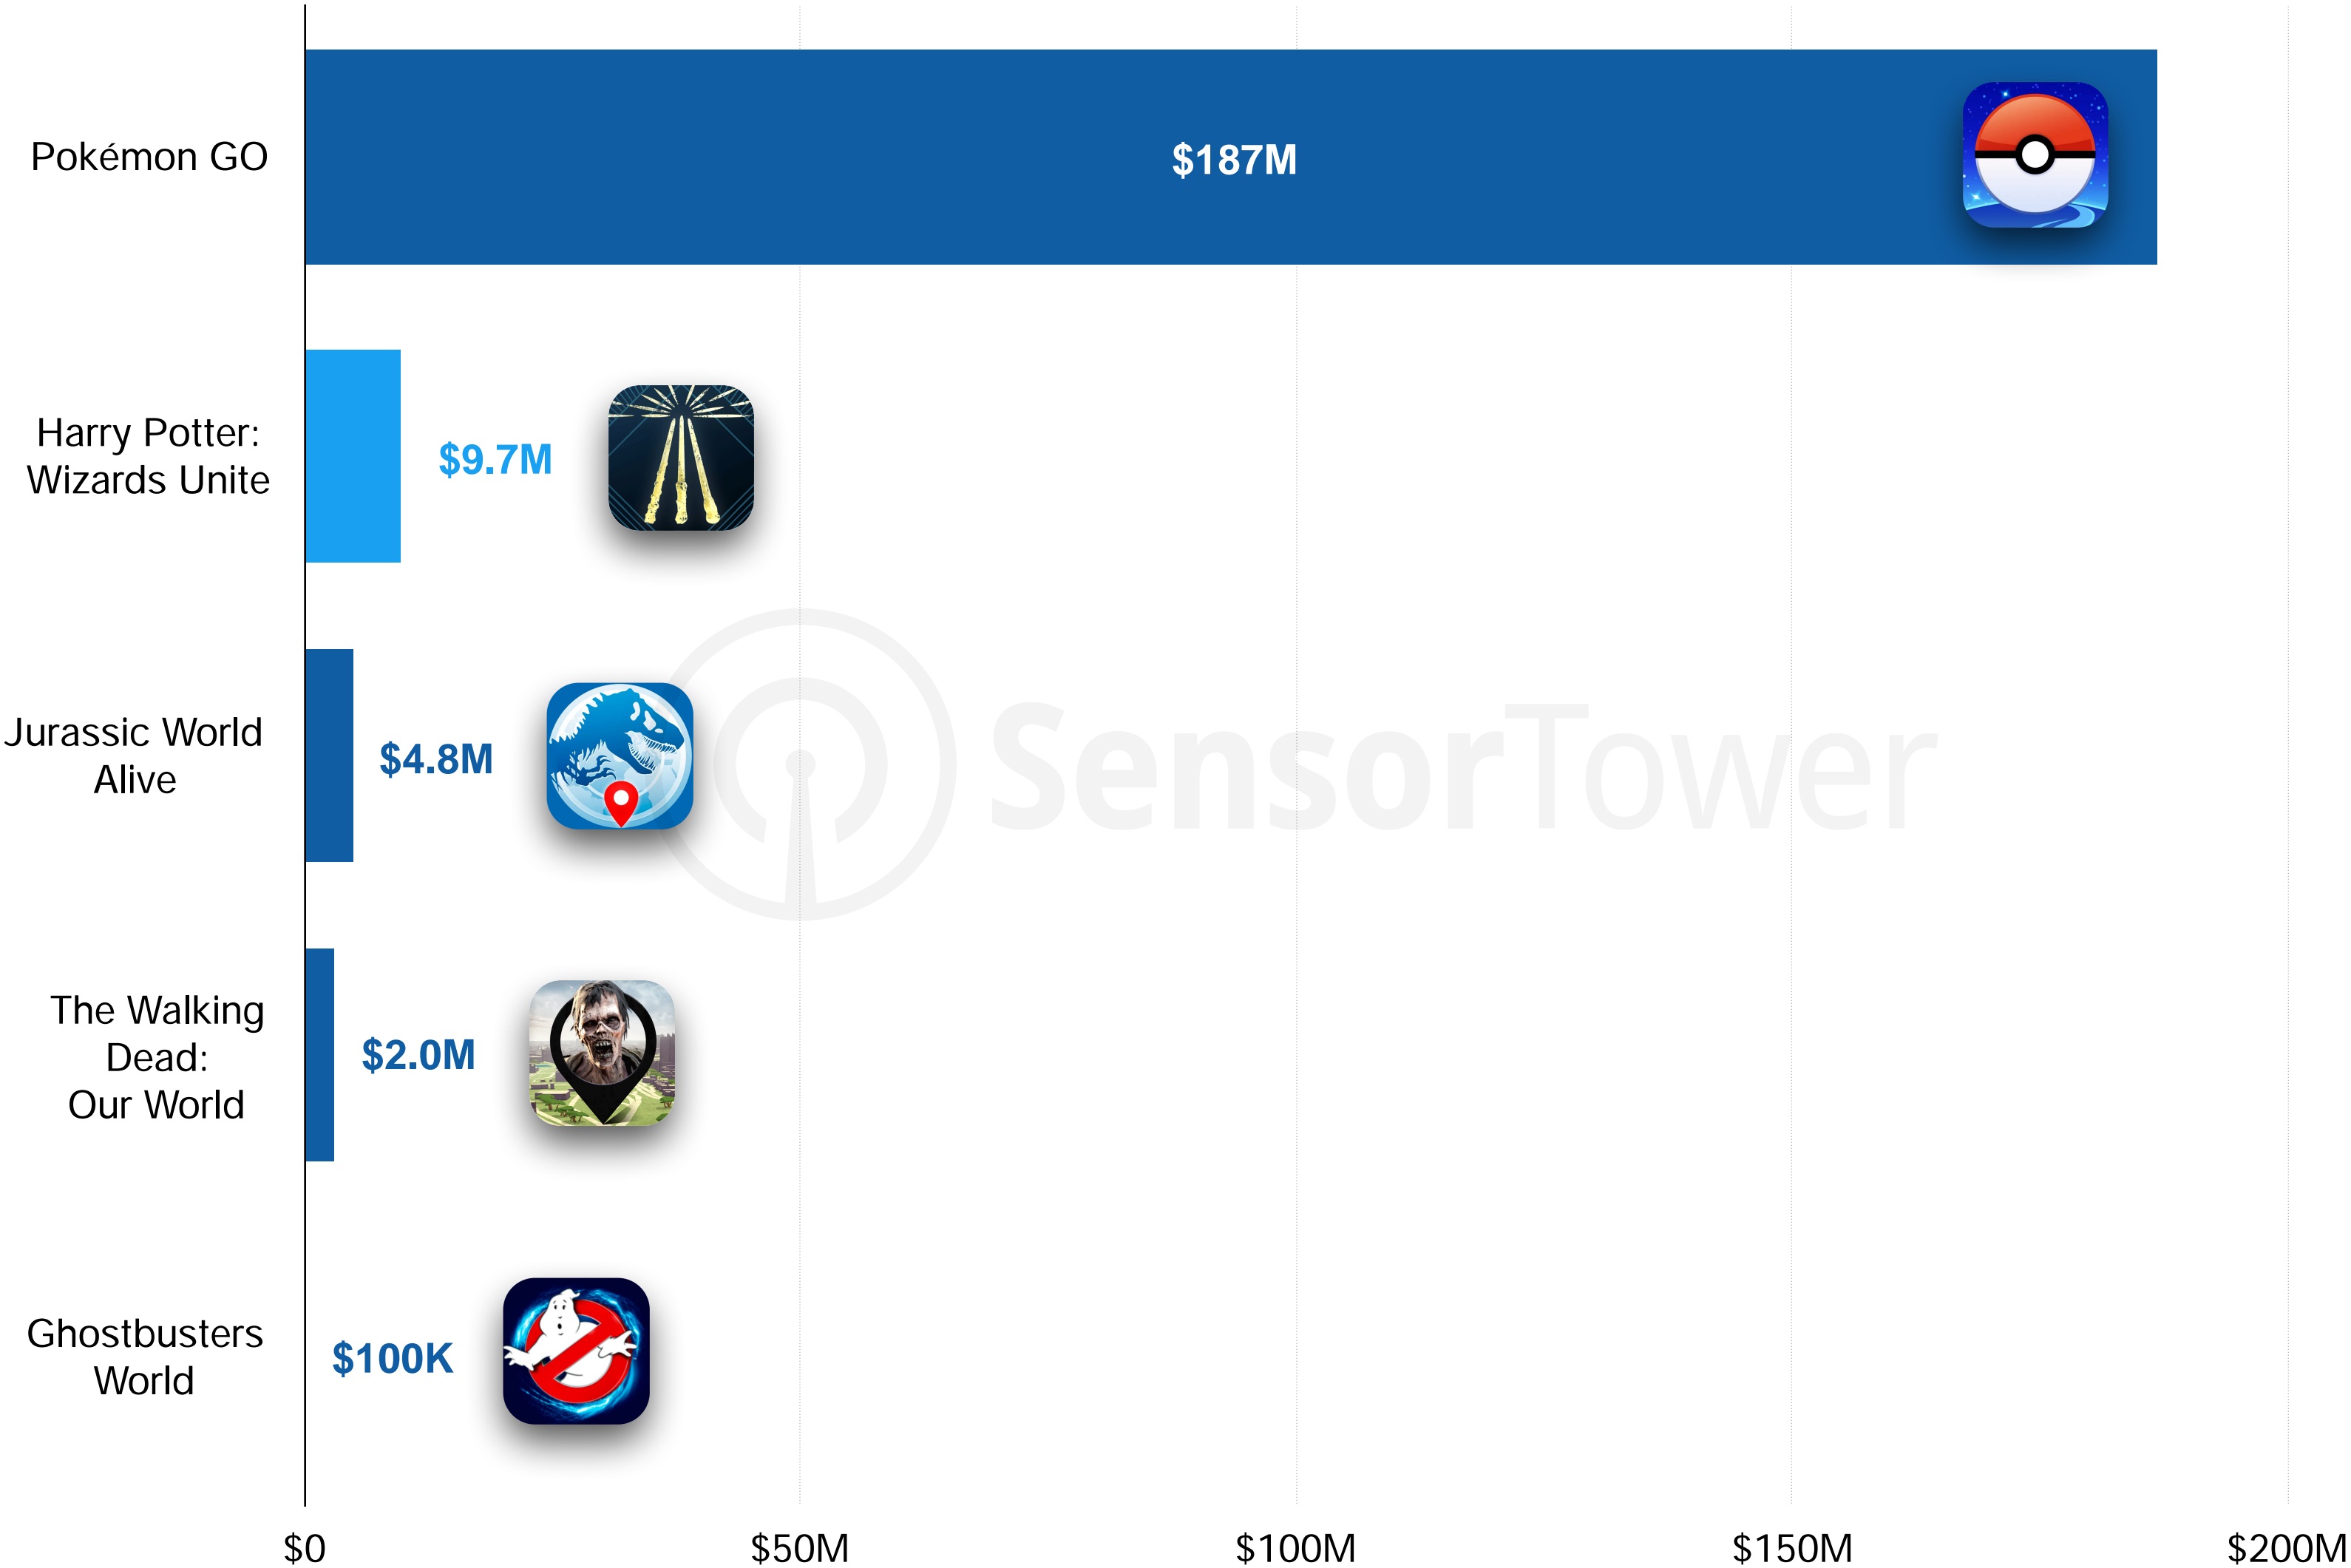 Pokémon GO
$187M
Harry Potter:
Wizards Unite
$9.7M
Jurassic World
Alive
$4.8M
SensorTower
The Walking
Dead:
Our World
$2.0M
Ghostbusters
World
$100K
$0
$50M
$100M
$150M
$200M